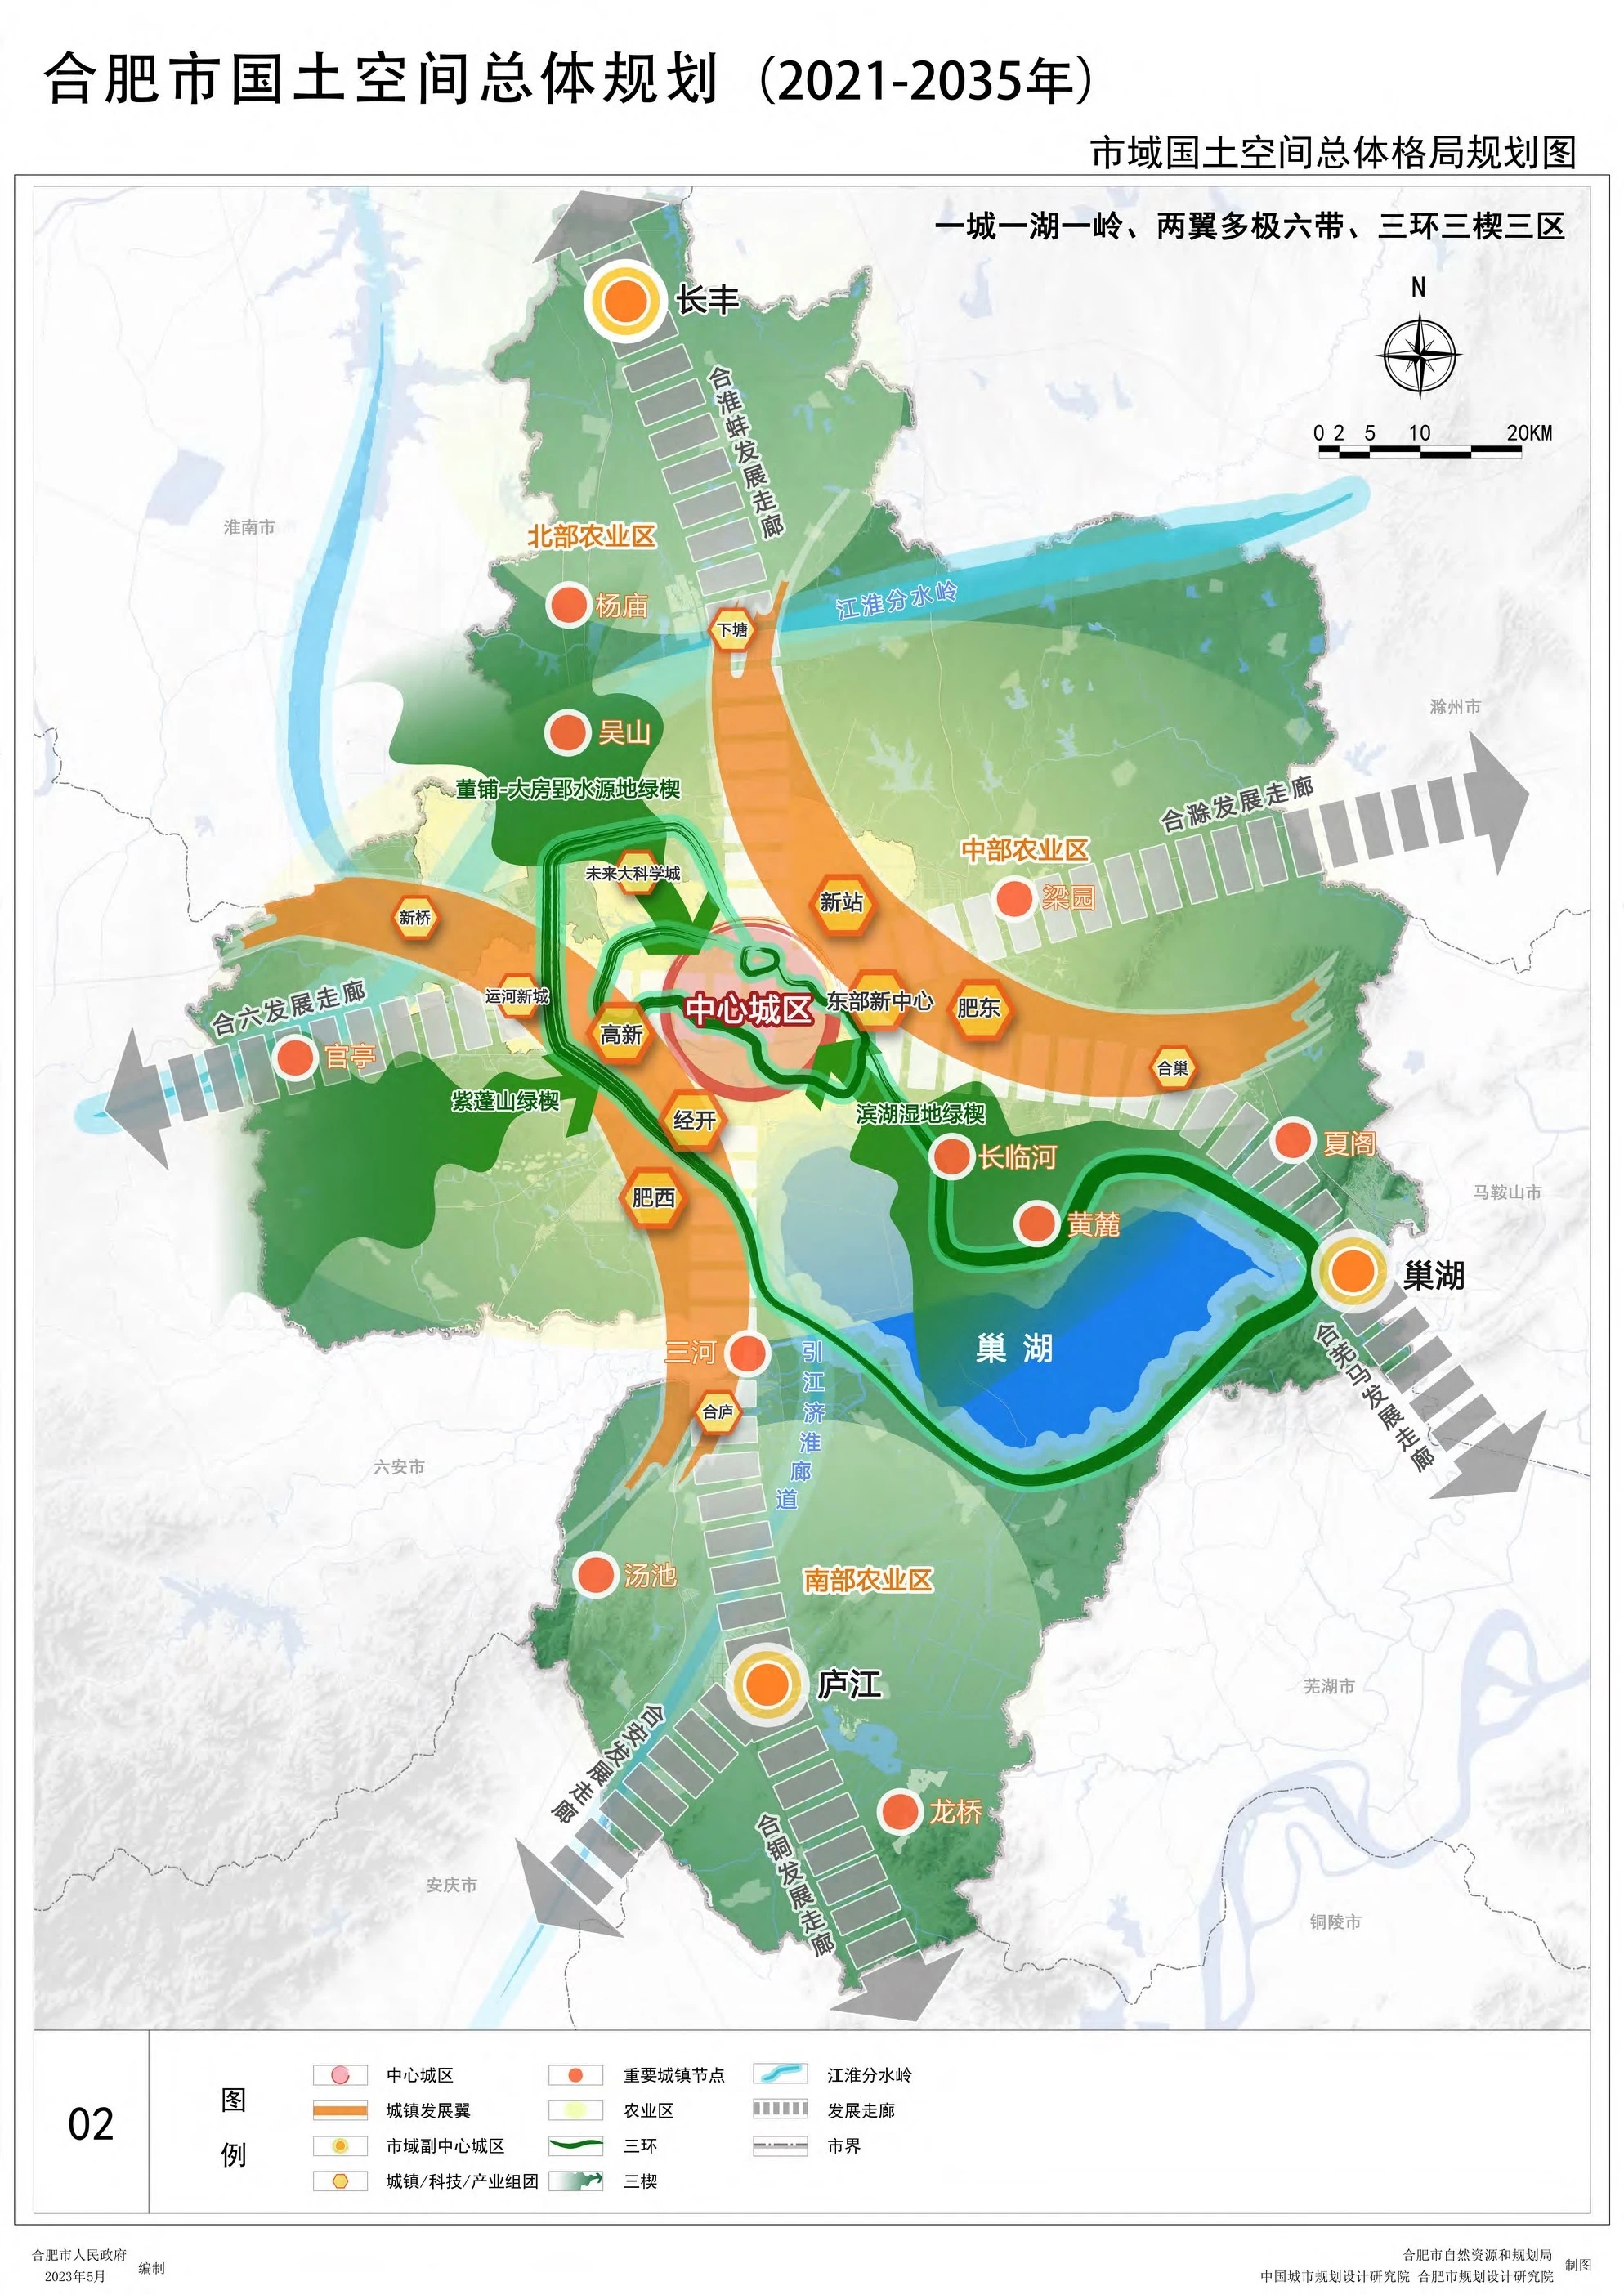 合肥市国土空间总体规划（2021-2035年）
市域国土空间总体格局规划图
一城一湖一岭、两翼多极六带、三环三楔三区
N
0 2 5 10 20KM
长丰
合淮蚌发展走廊
淮南市
北部农业区
杨庙
下塘
江淮分水岭
滁州市
吴山
董铺-大房郢水源地绿楔
合滁发展走廊
中部农业区
未来大科学城
梁园
新站
新桥
运河新城
中心城区
东部新中心
肥东
合六发展走廊
高新
官亭
合巢
紫蓬山绿楔
经开
滨湖湿地绿楔
夏阁
长临河
马鞍山市
肥西
黄麓
巢湖
三河
引江济淮廊道
巢湖
合芜马发展走廊
合庐
六安市
汤池
南部农业区
庐江
芜湖市
合安发展走廊
龙桥
合铜发展走廊
安庆市
铜陵市
02
图例
中心城区
城镇发展翼
市域副中心城区
城镇/科技/产业组团
重要城镇节点
农业区
三环
三楔
江淮分水岭
发展走廊
市界
合肥市人民政府
2023年5月
编制
合肥市自然资源和规划局
中国城市规划设计研究院 合肥市规划设计研究院
制图